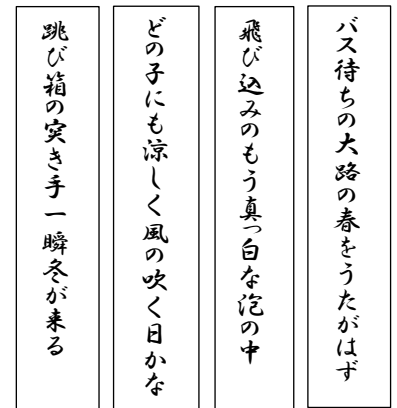 バス待ちの大路の春をうたがはず
飛び込みのもう真っ白な泡の中
どの子にも涼しく風の吹く日かな
跳び箱の突き手一瞬冬が来る